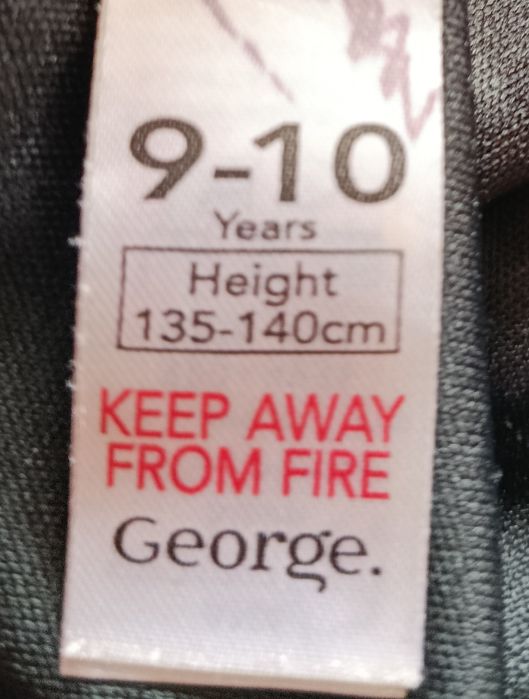 9-10
Years
Height
135-140cm
KEEP AWAY
FROM FIRE
George.